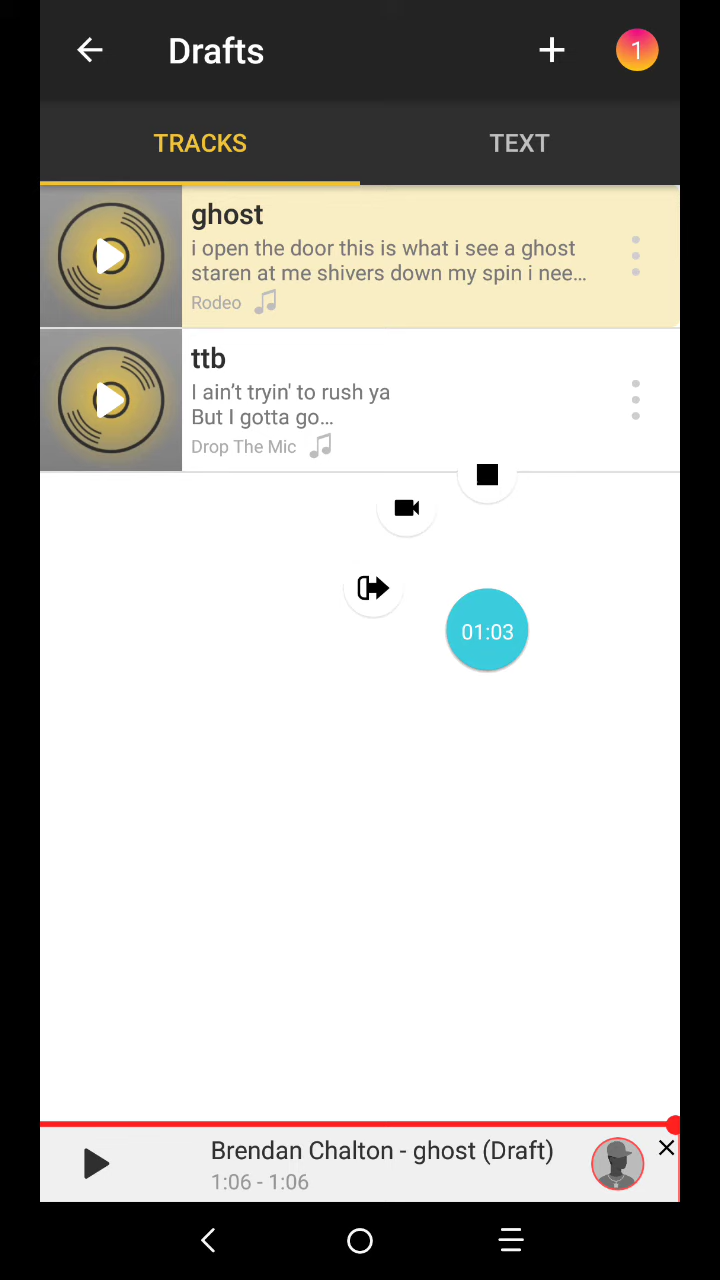 Drafts
1
TRACKS
TEXT
ghost
i open the door this is what i see a ghost
staren at me shivers down my spin i nee...
Rodeo
ttb
I ain’t tryin' to rush ya
But I gotta go...
Drop The Mic
01:03
Brendan Chalton - ghost (Draft)
1:06 - 1:06